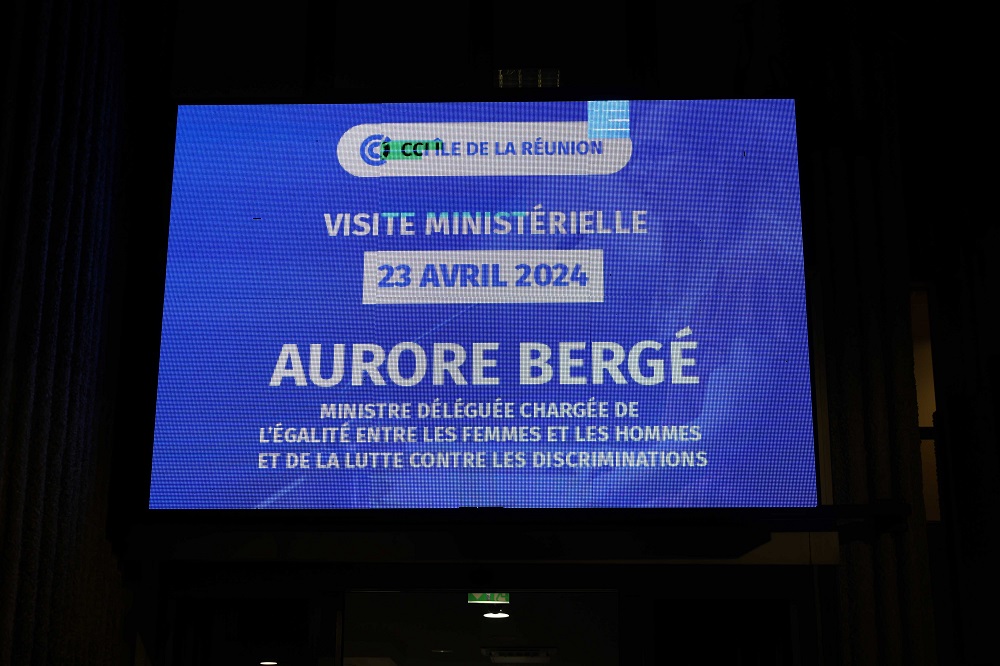 CCI ÎLE DE LA RÉUNION
VISITE MINISTÉRIELLE
23 AVRIL 2024
AURORE BERGÉ
MINISTRE DÉLÉGUÉE CHARGÉE DE
L'ÉGALITÉ ENTRE LES FEMMES ET LES HOMMES
ET DE LA LUTTE CONTRE LES DISCRIMINATIONS